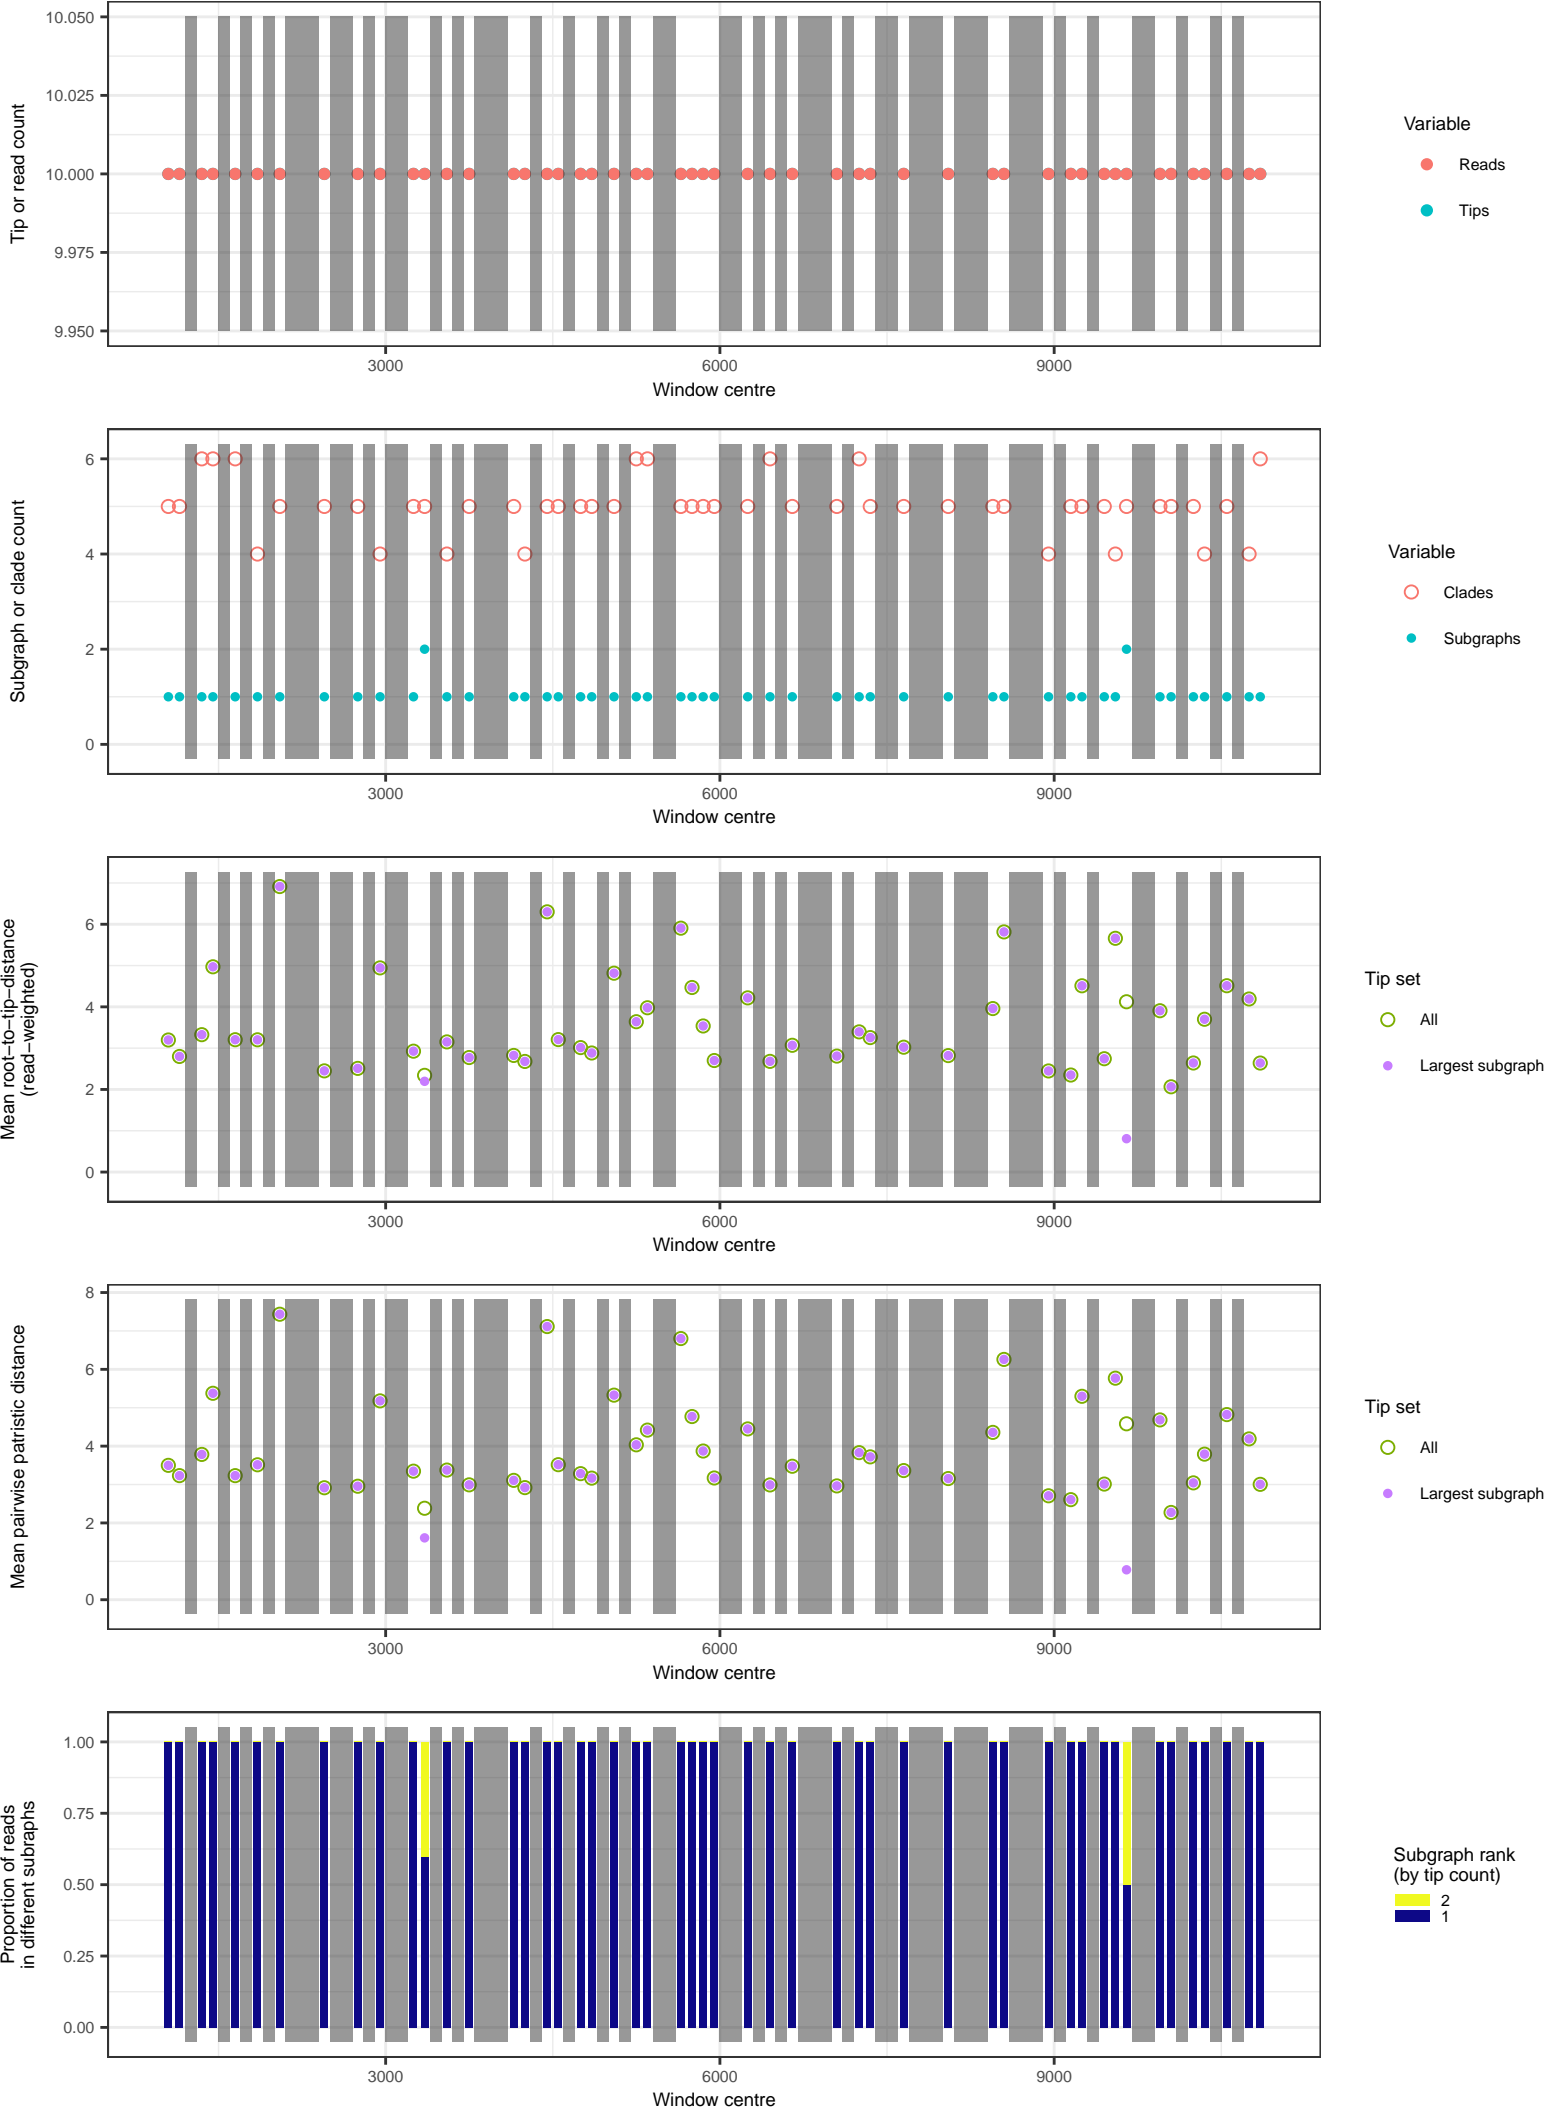 10.050
10.025
10.000
9.975
9.950
Tip or read count
3000
6000
9000
Window centre
Variable
Reads
Tips
6
4
2
0
Subgraph or clade count
3000
6000
9000
Window centre
Variable
Clades
Subgraphs
6
4
2
0
Mean root−to−tip−distance
(read−weighted)
3000
6000
9000
Window centre
Tip set
All
Largest subgraph
8
6
4
2
0
Mean pairwise patristic distance
3000
6000
9000
Window centre
Tip set
All
Largest subgraph
1.00
0.75
0.50
0.25
0.00
Proportion of reads
in different subraphs
3000
6000
9000
Window centre
Subgraph rank
(by tip count)
2
1